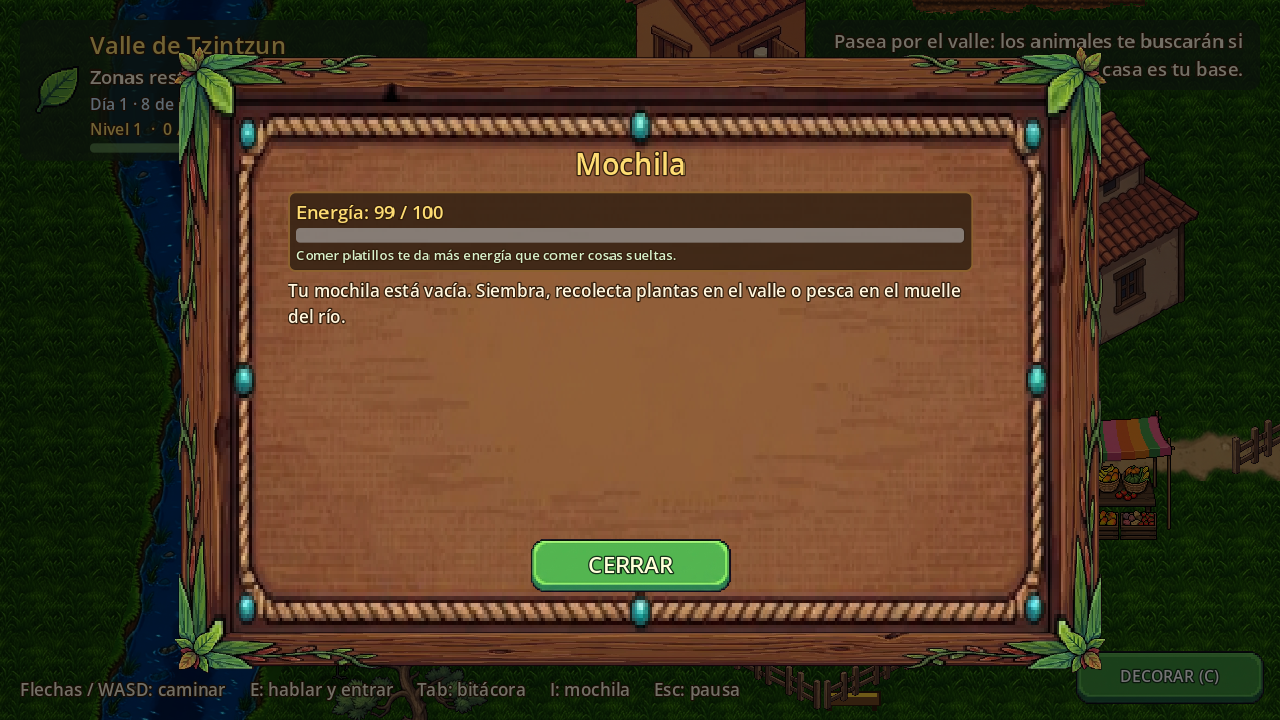 Valle de Tzintzun
Zonas
Día 1 · 8 de
Nivel 1 · 0
Pasea por el valle: los animales te buscarán si
casa es tu base.
Mochila
Energía: 99 / 100
Comer platillos te da más energía que comer cosas sueltas.
Tu mochila está vacía. Siembra, recolecta plantas en el valle o pesca en el muelle
del río.
CERRAR
Flechas / WASD: caminar E: hablar y entrar Tab: bitácora I: mochila Esc: pausa
DECORAR (C)